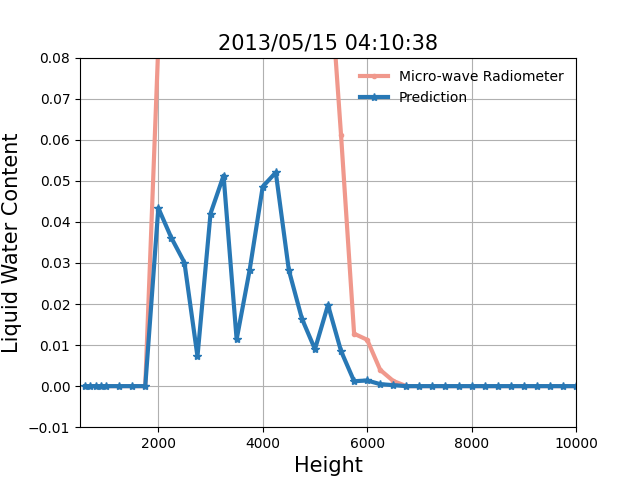 2013/05/15 04:10:38
Micro-wave Radiometer
Prediction
Liquid Water Content
0.08
0.07
0.06
0.05
0.04
0.03
0.02
0.01
0.00
−0.01
2000 4000 6000 8000 10000
Height